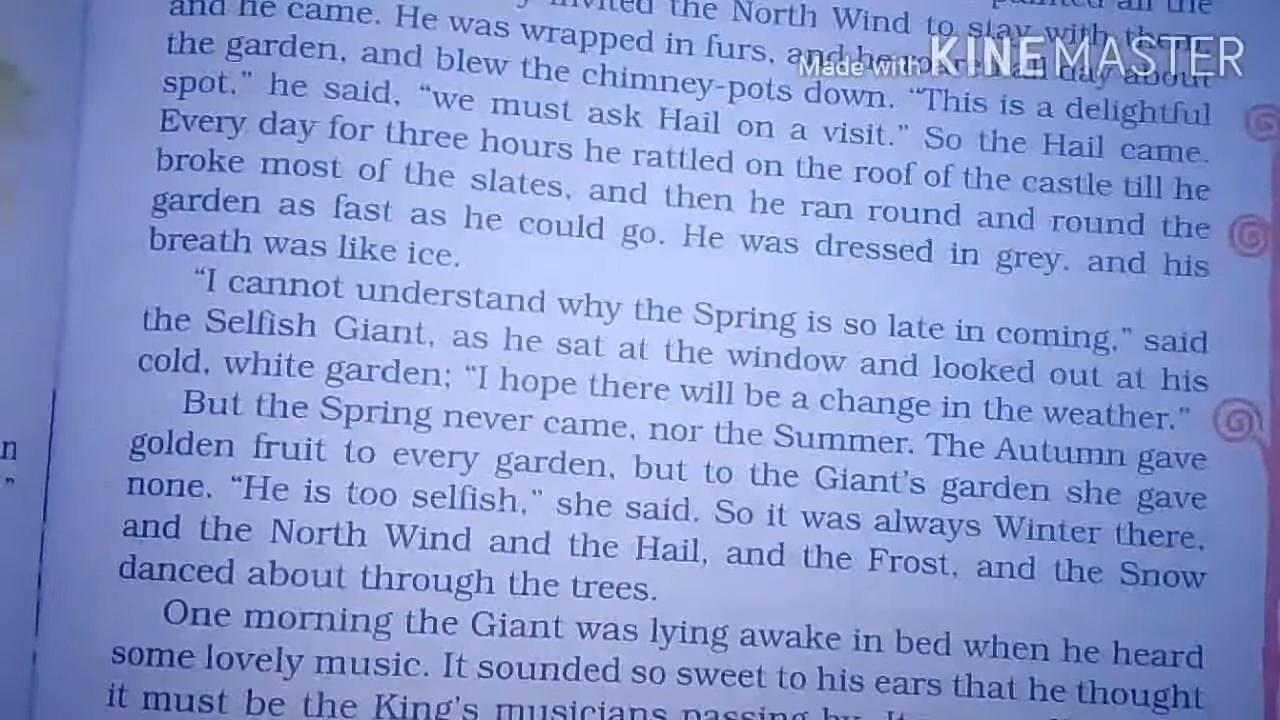 invited the North Wind to stay with them,
and he came. He was wrapped in furs, and he all day about
Made with KINEMASTER
the garden, and blew the chimney-pots down. "This is a delightful
spot," he said, "we must ask Hail on a visit." So the Hail came.
Every day for three hours he rattled on the roof of the castle till he
broke most of the slates, and then he ran round and round the
garden as fast as he could go. He was dressed in grey, and his
breath was like ice.
"I cannot understand why the Spring is so late in coming," said
the Selfish Giant, as he sat at the window and looked out at his
cold, white garden; "I hope there will be a change in the weather."
But the Spring never came, nor the Summer. The Autumn gave
golden fruit to every garden, but to the Giant's garden she gave
none. "He is too selfish," she said. So it was always Winter there,
and the North Wind and the Hail, and the Frost, and the Snow
danced about through the trees.
One morning the Giant was lying awake in bed when he heard
some lovely music. It sounded so sweet to his ears that he thought
it must be the King's musicians passing by. It
n
"